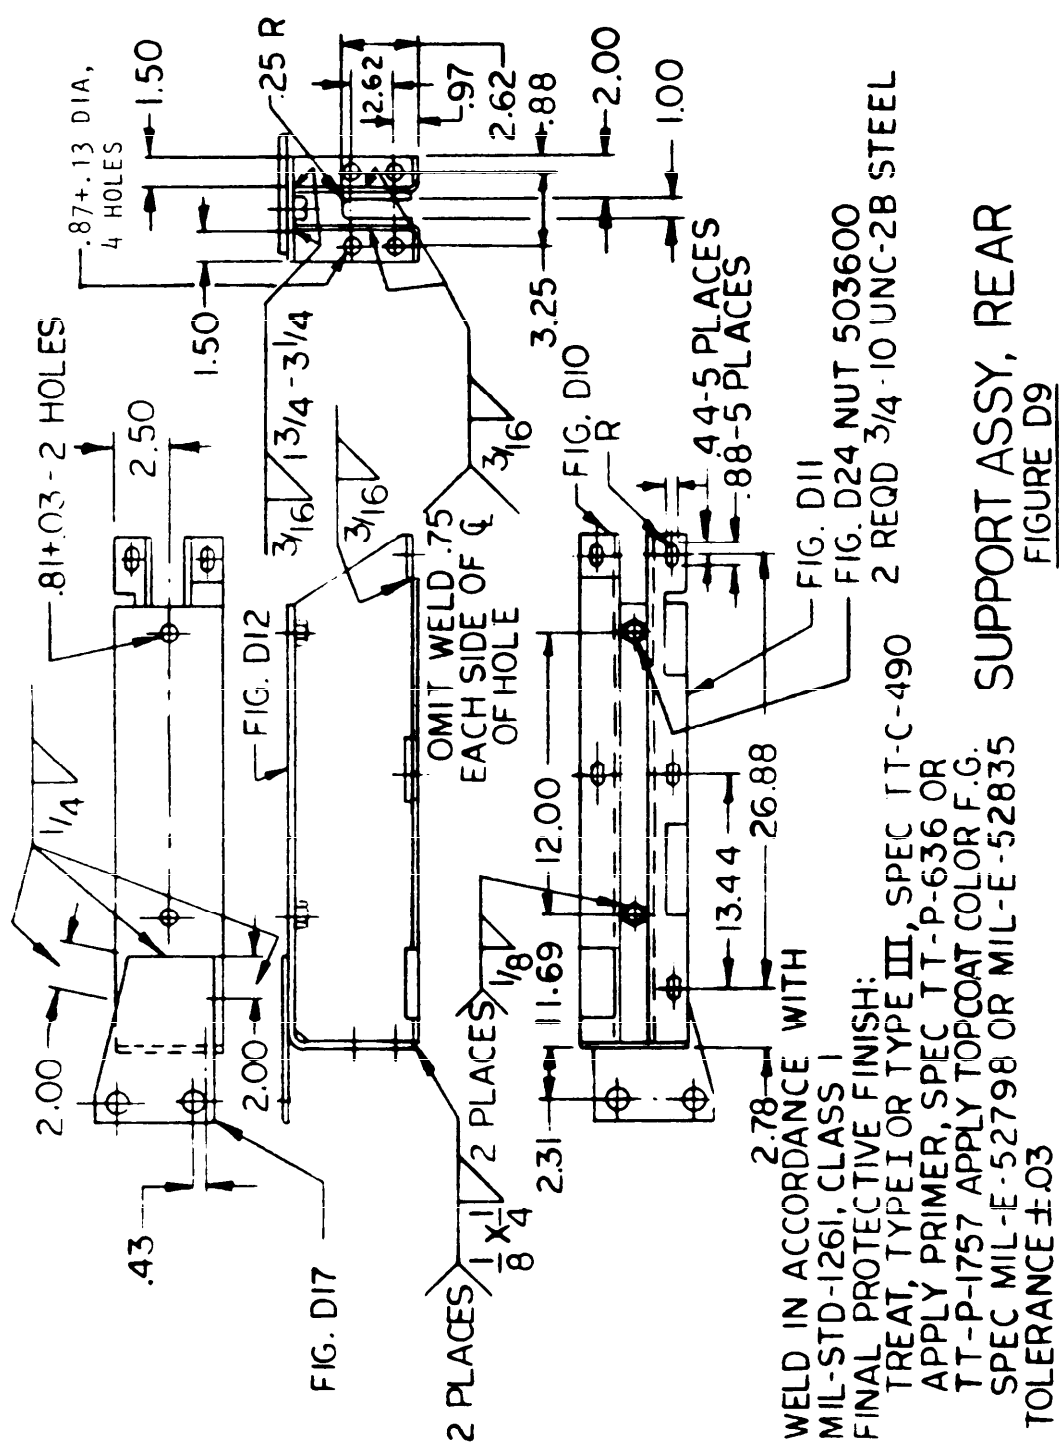 .87+.13 DIA,
4 HOLES
1.50
1.50
.25 R
2.62
.97
2.62
.88
2.00
1.00
3.25
.81+.03-2 HOLES
2.50
1/4
2.00
2.00
.43
FIG. D17
FIG. D12
3/16
1 3/4 - 3 1/4
3/16
3/16
OMIT WELD .75
EACH SIDE OF ℄
OF HOLE
2 PLACES
1/8 X 1/4
2 PLACES
1/8
FIG. D10
R
.44-5 PLACES
.88-5 PLACES
FIG. D11
FIG. D24 NUT 503600
2 REQD 3/4-10 UNC-2B STEEL
12.00
11.69
2.31
13.44
26.88
2.78
WELD IN ACCORDANCE WITH
MIL-STD-1261, CLASS 1
FINAL PROTECTIVE FINISH:
TREAT, TYPE I OR TYPE III, SPEC TT-C-490
APPLY PRIMER, SPEC TT-P-636 OR
TT-P-1757 APPLY TOPCOAT COLOR F.G.
SPEC MIL-E-52798 OR MIL-E-52835
TOLERANCE ±.03
SUPPORT ASSY, REAR
FIGURE D9